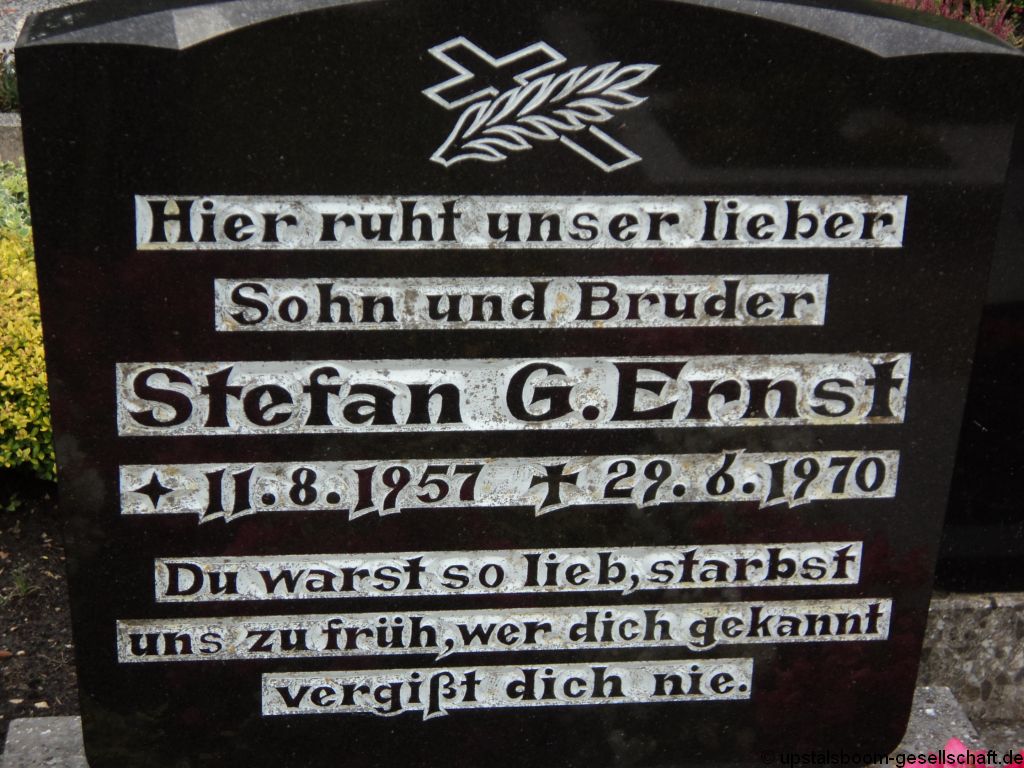 Hier ruht unser lieber
Sohn und Bruder
Stefan G. Ernst
✦ 11.8.1957 ✝ 29.6.1970
Du warst so lieb, starbst
uns zu früh, wer dich gekannt
vergißt dich nie.
© upstalsboom-gesellschaft.de